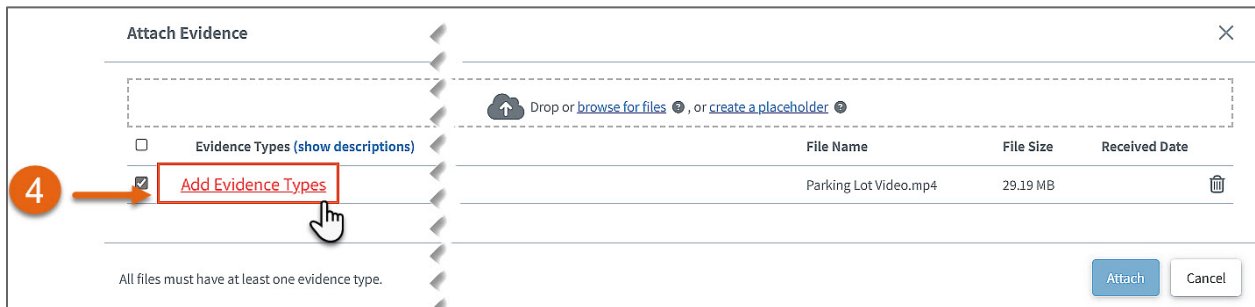 Attach Evidence
Drop or browse for files ? , or create a placeholder ?
Evidence Types (show descriptions) File Name File Size Received Date
4 Add Evidence Types Parking Lot Video.mp4 29.19 MB
All files must have at least one evidence type. Attach Cancel